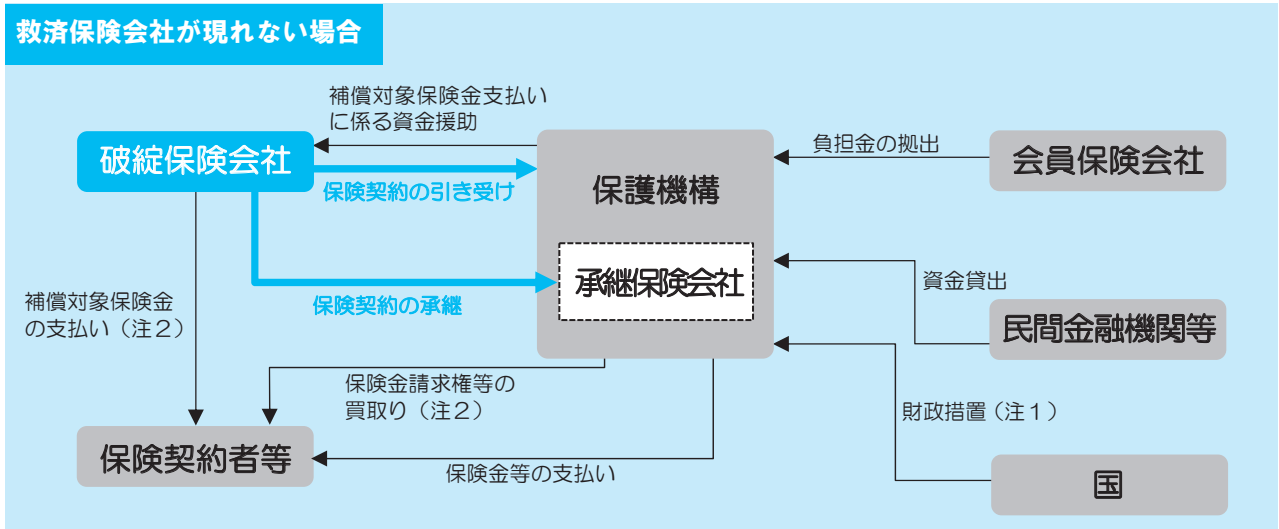 救済保険会社が現れない場合
補償対象保険金支払い
に係る資金援助
破綻保険会社
保険契約の引き受け
保護機構
負担金の拠出
会員保険会社
承継保険会社
保険契約の承継
資金貸出
民間金融機関等
補償対象保険金
の支払い（注２）
保険金請求権等の
買取り（注２）
財政措置（注１）
保険契約者等
保険金等の支払い
国